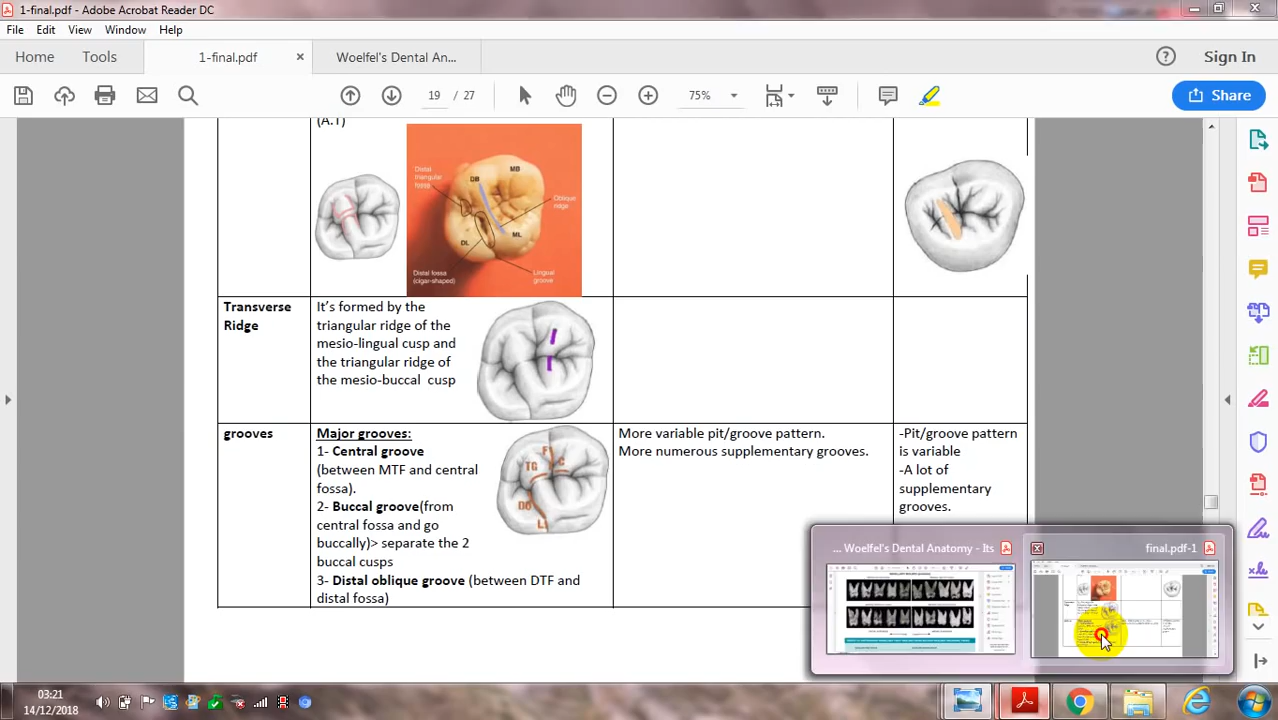 1-final.pdf - Adobe Acrobat Reader DC
File Edit View Window Help
Home Tools 1-final.pdf Woelfel's Dental An... Sign In
19 / 27 75% Share
(A.T)
Distal triangular fossa
DB
MB
Oblique ridge
ML
DL
Distal fossa (cigar-shaped)
Lingual groove
Transverse Ridge
It's formed by the
triangular ridge of the
mesio-lingual cusp and
the triangular ridge of
the mesio-buccal cusp
grooves
Major grooves:
1- Central groove
(between MTF and central
fossa).
2- Buccal groove(from
central fossa and go
buccally)> separate the 2
buccal cusps
3- Distal oblique groove (between DTF and
distal fossa)
F
TG
C
DO
L
More variable pit/groove pattern.
More numerous supplementary grooves.
-Pit/groove pattern
is variable
-A lot of
supplementary
grooves.
... Woelfel's Dental Anatomy - Its
final.pdf-1
03:21
14/12/2018